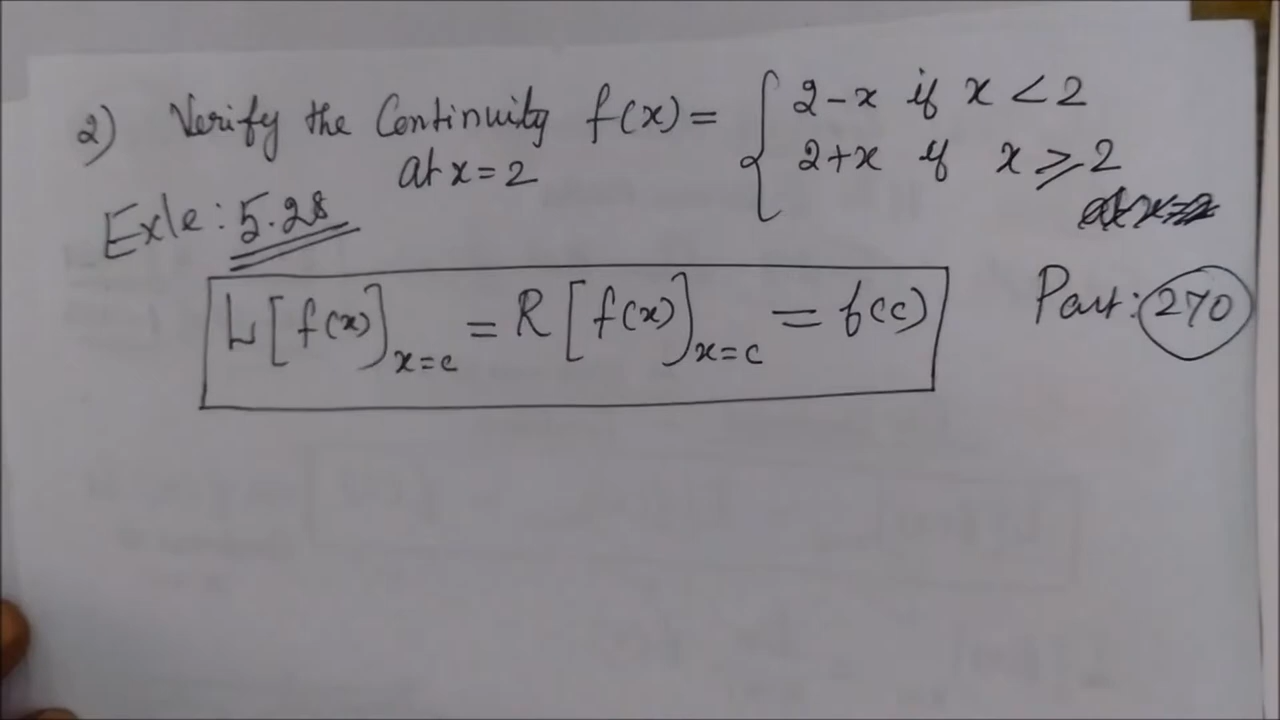 2) Verify the Continuity f(x) = { 2-x if x < 2
2+x if x ⩾ 2
at x = 2
Exle: 5.28
L[f(x)]x=c = R[f(x)]x=c = f(c)
Part: 270